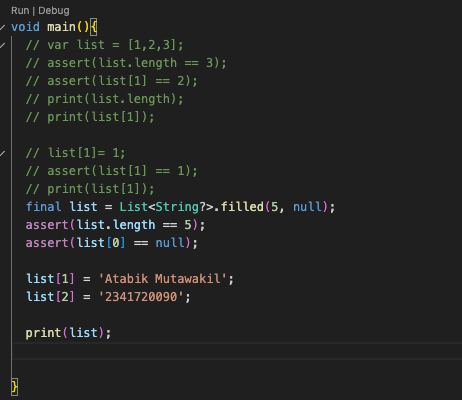 Run | Debug
void main(){
// var list = [1,2,3];
// assert(list.length == 3);
// assert(list[1] == 2);
// print(list.length);
// print(list[1]);
// list[1]= 1;
// assert(list[1] == 1);
// print(list[1]);
final list = List<String?>.filled(5, null);
assert(list.length == 5);
assert(list[0] == null);
list[1] = 'Atabik Mutawakil';
list[2] = '2341720090';
print(list);
}